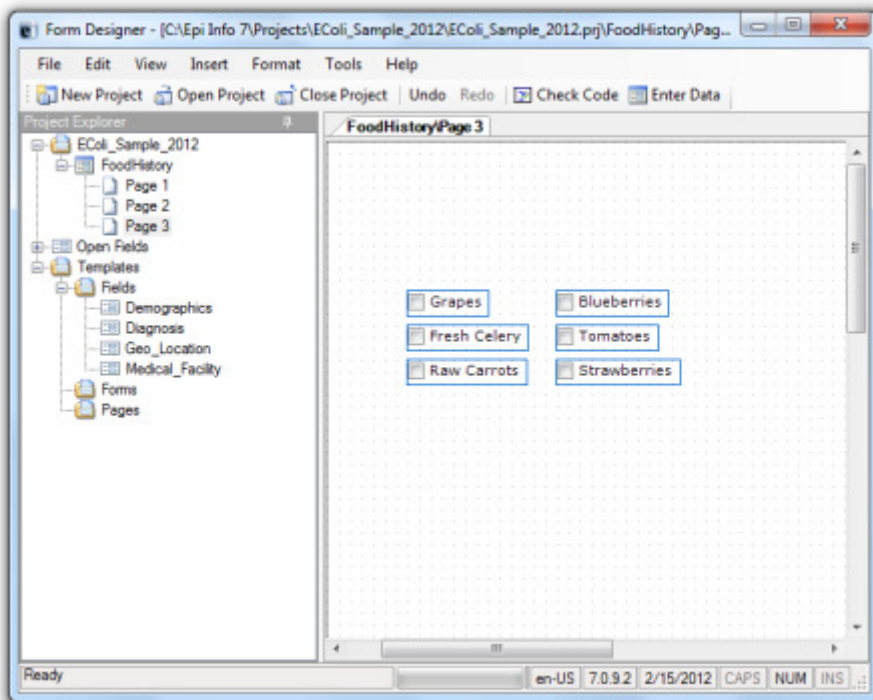 Form Designer - [C:\Epi Info 7\Projects\EColi_Sample_2012\EColi_Sample_2012.prj\FoodHistory\Pag...
File Edit View Insert Format Tools Help
New Project Open Project Close Project Undo Redo Check Code Enter Data
Project Explorer
EColi_Sample_2012
FoodHistory
Page 1
Page 2
Page 3
Open Fields
Templates
Fields
Demographics
Diagnosis
Geo_Location
Medical_Facility
Forms
Pages
FoodHistory\Page 3
Grapes Blueberries
Fresh Celery Tomatoes
Raw Carrots Strawberries
Ready en-US 7.0.9.2 2/15/2012 CAPS NUM INS